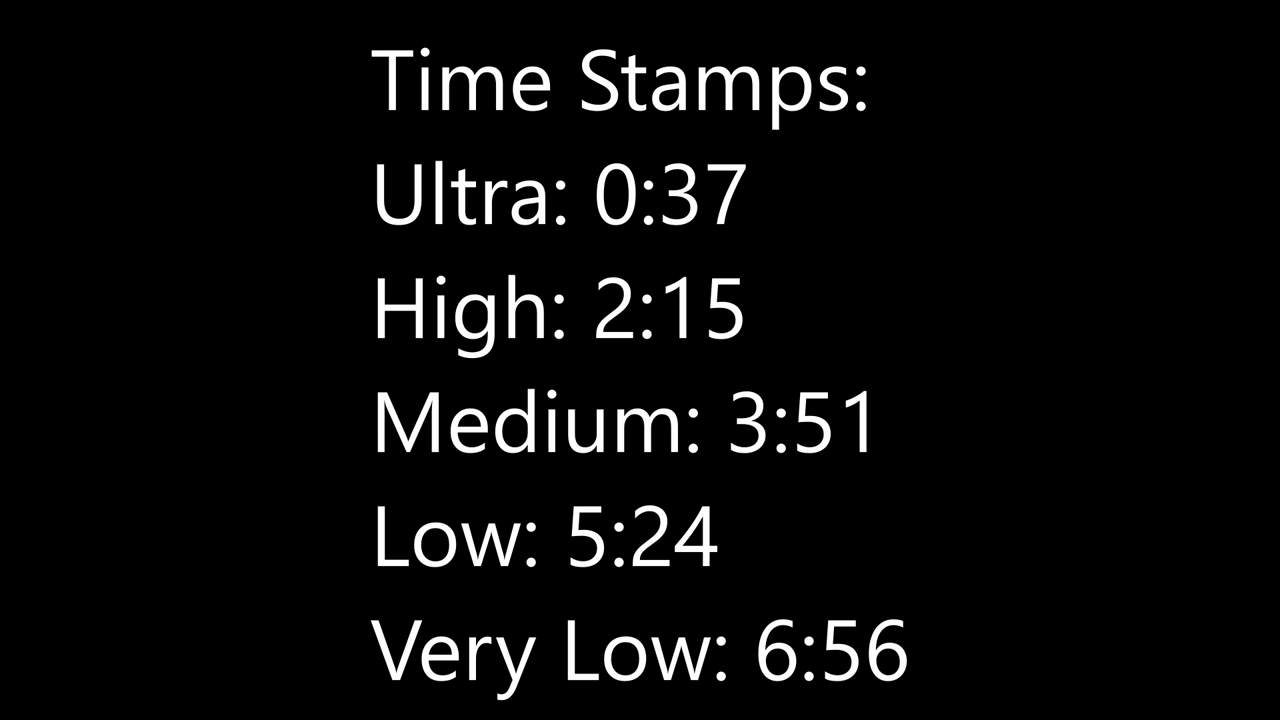 Time Stamps:
Ultra: 0:37
High: 2:15
Medium: 3:51
Low: 5:24
Very Low: 6:56